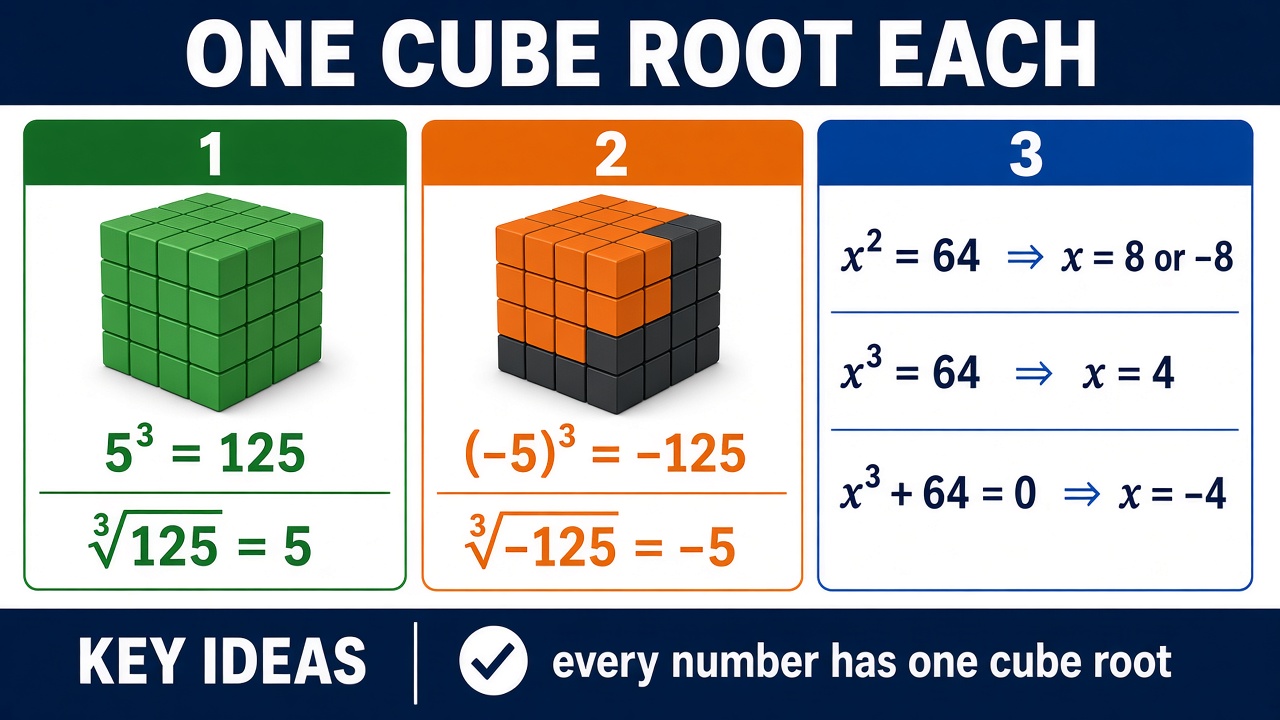 ONE CUBE ROOT EACH
1
5³ = 125
∛125 = 5
2
(–5)³ = –125
∛–125 = –5
3
x² = 64 ⇒ x = 8 or –8
x³ = 64 ⇒ x = 4
x³ + 64 = 0 ⇒ x = –4
KEY IDEAS
every number has one cube root